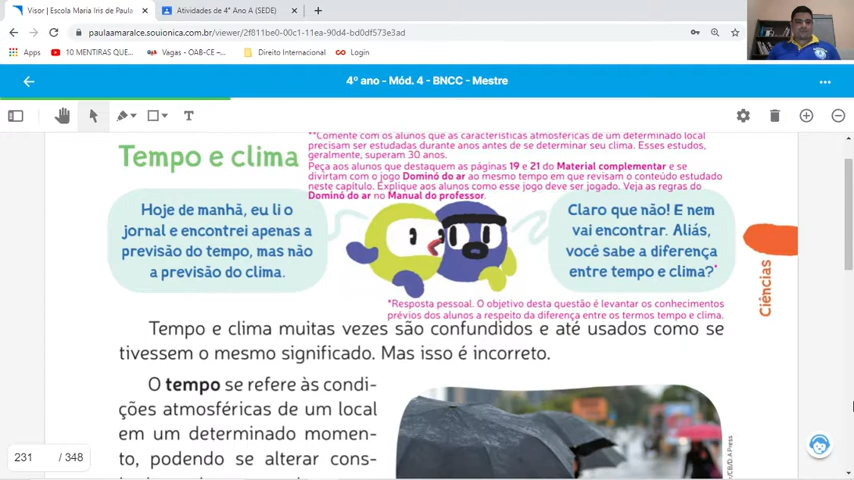 Visor | Escola Maria Iris de Paula
Atividades de 4° Ano A (SEDE)
paulaamaralce.souionica.com.br/viewer/2f811be0-00c1-11ea-90d4-bd0df573e3ad
Apps
10 MENTIRAS QUE...
Vagas - OAB-CE –...
Direito Internacional
Login
4º ano - Mód. 4 - BNCC - Mestre
T
**Comente com os alunos que as características atmosféricas de um determinado local
precisam ser estudadas durante anos antes de se determinar seu clima. Esses estudos,
geralmente, superam 30 anos.
Peça aos alunos que destaquem as páginas 19 e 21 do Material complementar e se
divirtam com o jogo Dominó do ar ao mesmo tempo em que revisam o conteúdo estudado
neste capítulo. Explique aos alunos como esse jogo deve ser jogado. Veja as regras do
Dominó do ar no Manual do professor.
Tempo e clima
Hoje de manhã, eu li o
jornal e encontrei apenas a
previsão do tempo, mas não
a previsão do clima.
Claro que não! E nem
vai encontrar. Aliás,
você sabe a diferença
entre tempo e clima?*
Ciências
*Resposta pessoal. O objetivo desta questão é levantar os conhecimentos
prévios dos alunos a respeito da diferença entre os termos tempo e clima.
Tempo e clima muitas vezes são confundidos e até usados como se
tivessem o mesmo significado. Mas isso é incorreto.
O tempo se refere às condi-
ções atmosféricas de um local
em um determinado momen-
to, podendo se alterar cons-
/CB/D.A Press
231 / 348